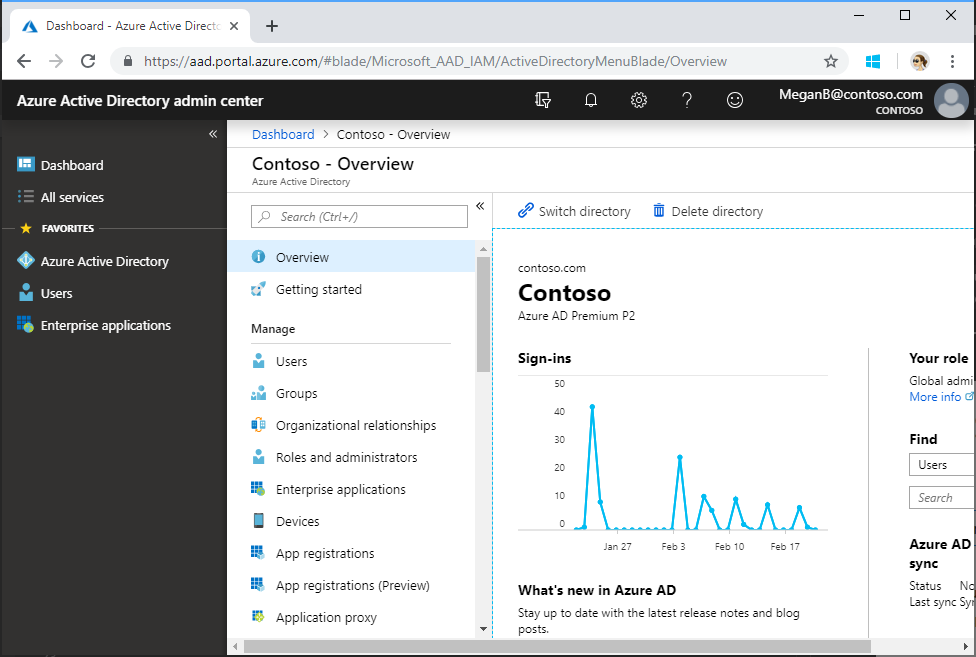 Dashboard - Azure Active Directo
https://aad.portal.azure.com/#blade/Microsoft_AAD_IAM/ActiveDirectoryMenuBlade/Overview
Azure Active Directory admin center
MeganB@contoso.com
CONTOSO
Dashboard
All services
FAVORITES
Azure Active Directory
Users
Enterprise applications
Dashboard > Contoso - Overview
Contoso - Overview
Azure Active Directory
Search (Ctrl+/)
Overview
Getting started
Manage
Users
Groups
Organizational relationships
Roles and administrators
Enterprise applications
Devices
App registrations
App registrations (Preview)
Application proxy
Switch directory
Delete directory
contoso.com
Contoso
Azure AD Premium P2
Sign-ins
50
40
30
20
10
0
Jan 27 Feb 3 Feb 10 Feb 17
What's new in Azure AD
Stay up to date with the latest release notes and blog
posts.
Your role
Global admi
More info
Find
Users
Search
Azure AD
sync
Status No
Last sync Syn